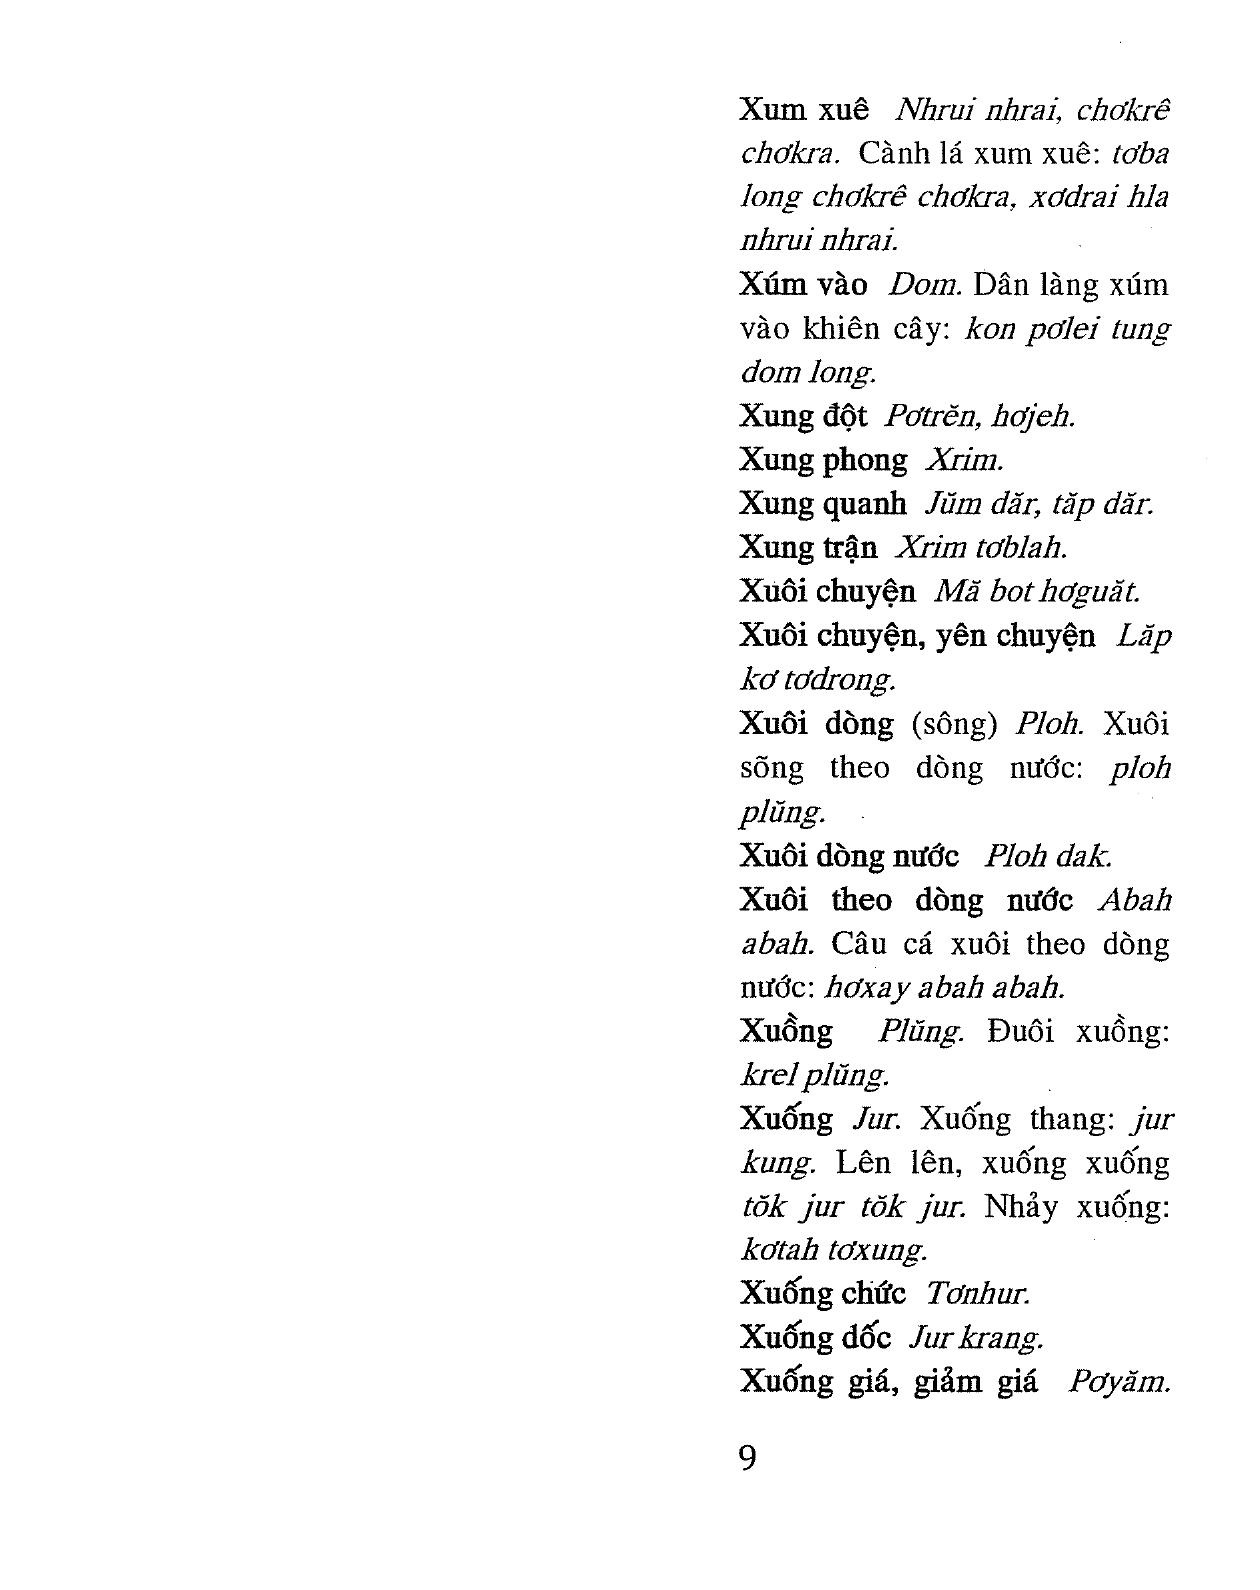 Xum xuê Nhrui nhrai, chơkrê
chơkra. Cành lá xum xuê: tơba
long chơkrê chơkra, xơdrai hla
nhrui nhrai.
Xúm vào Dom. Dân làng xúm
vào khiên cây: kon pơlei tung
dom long.
Xung đột Pơtrĕn, hơjeh.
Xung phong Xrim.
Xung quanh Jŭm dăr, tăp dăr.
Xung trận Xrim tơblah.
Xuôi chuyện Mă bot hơguăt.
Xuôi chuyện, yên chuyện Lăp
kơ tơdrong.
Xuôi dòng (sông) Ploh. Xuôi
sõng theo dòng nước: ploh
plŭng.
Xuôi dòng nước Ploh dak.
Xuôi theo dòng nước Abah
abah. Câu cá xuôi theo dòng
nước: hơxay abah abah.
Xuồng Plŭng. Đuôi xuồng:
krel plŭng.
Xuống Jur. Xuống thang: jur
kung. Lên lên, xuống xuống
tŏk jur tŏk jur. Nhảy xuống:
kơtah tơxung.
Xuống chức Tơnhur.
Xuống dốc Jur krang.
Xuống giá, giảm giá Pơyăm.
9